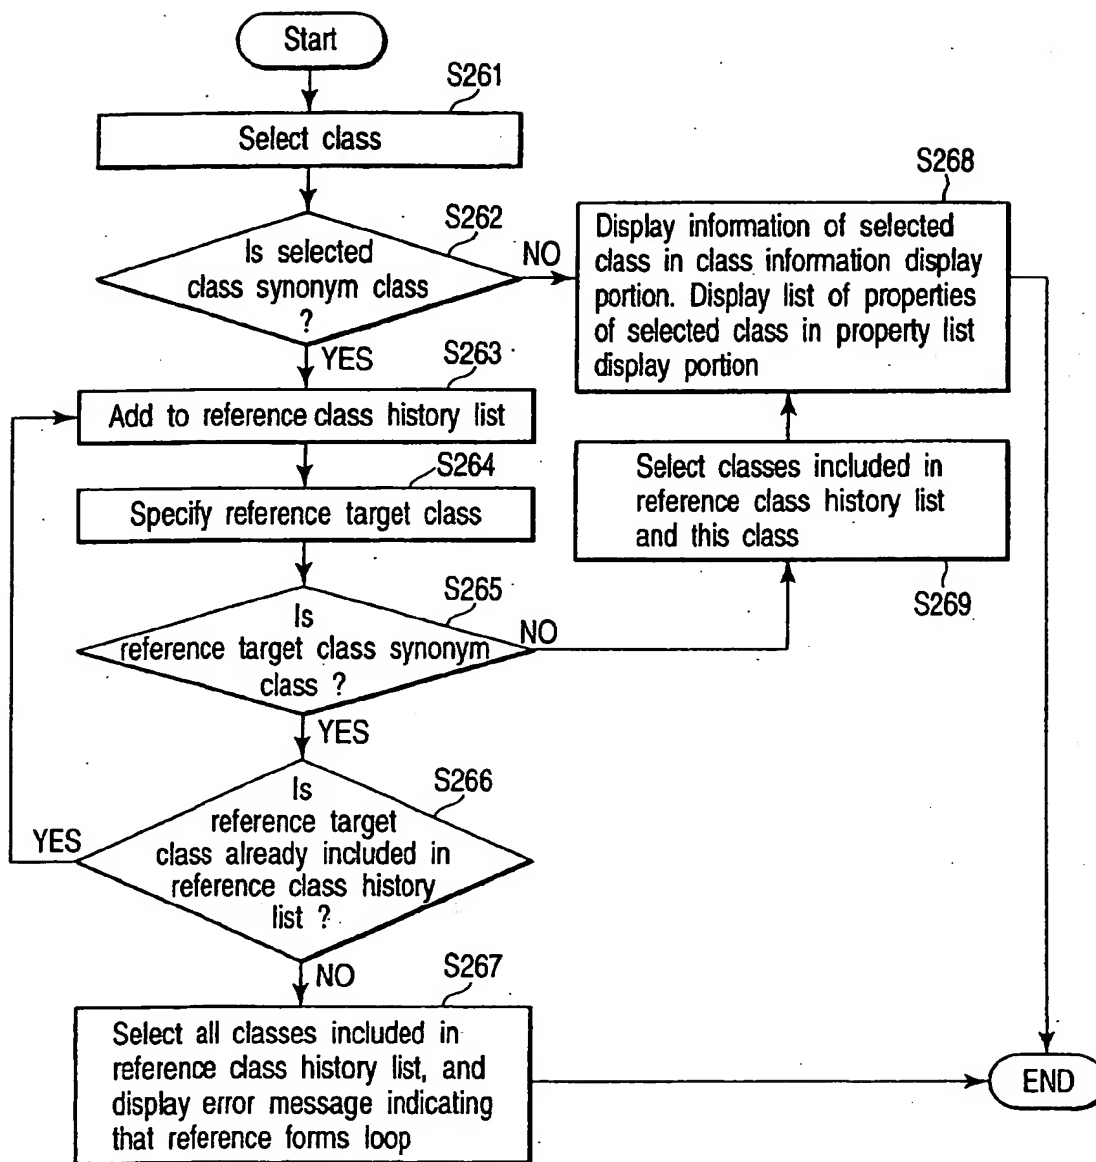 Start
S261
Select class
S262
Is selected
class synonym class
?
NO
YES
S268
Display information of selected
class in class information display
portion. Display list of properties
of selected class in property list
display portion
S263
Add to reference class history list
S264
Specify reference target class
Select classes included in
reference class history list
and this class
S269
S265
Is
reference target class synonym
class ?
NO
YES
S266
Is
reference target
class already included in
reference class history
list ?
YES
NO
S267
Select all classes included in
reference class history list, and
display error message indicating
that reference forms loop
END